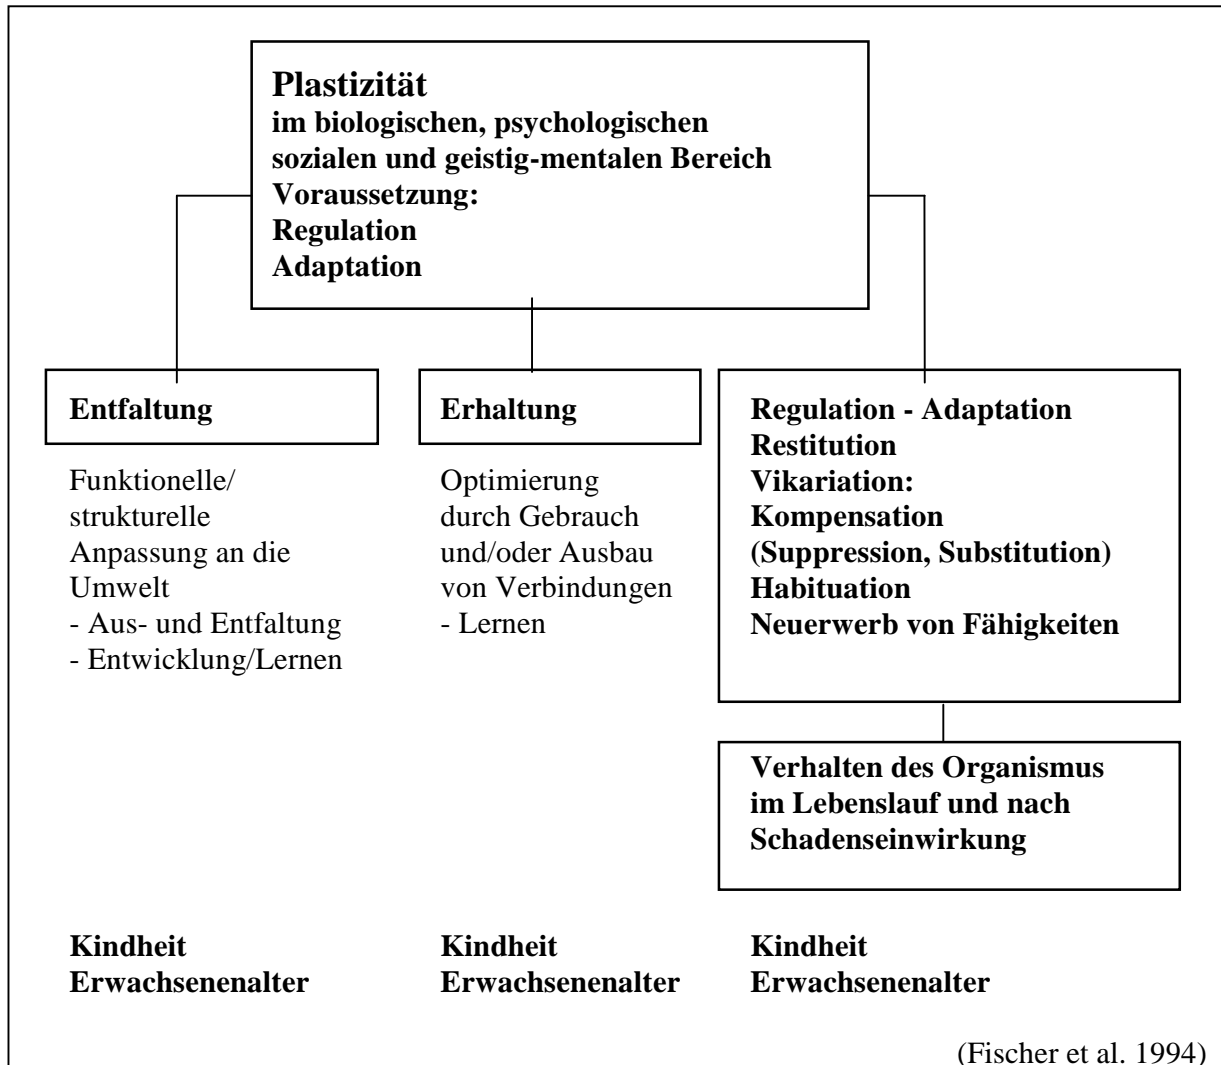 Plastizität
im biologischen, psychologischen
sozialen und geistig-mentalen Bereich
Voraussetzung:
Regulation
Adaptation
Entfaltung
Funktionelle/
strukturelle
Anpassung an die
Umwelt
- Aus- und Entfaltung
- Entwicklung/Lernen
Erhaltung
Optimierung
durch Gebrauch
und/oder Ausbau
von Verbindungen
- Lernen
Regulation - Adaptation
Restitution
Vikariation:
Kompensation
(Suppression, Substitution)
Habituation
Neuerwerb von Fähigkeiten
Verhalten des Organismus
im Lebenslauf und nach
Schadenseinwirkung
Kindheit
Erwachsenenalter
Kindheit
Erwachsenenalter
Kindheit
Erwachsenenalter
(Fischer et al. 1994)